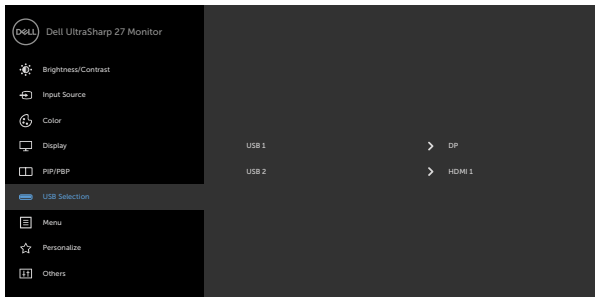 DELL Dell UltraSharp 27 Monitor
Brightness/Contrast
Input Source
Color
Display USB 1 DP
PIP/PBP USB 2 HDMI 1
USB Selection
Menu
Personalize
Others